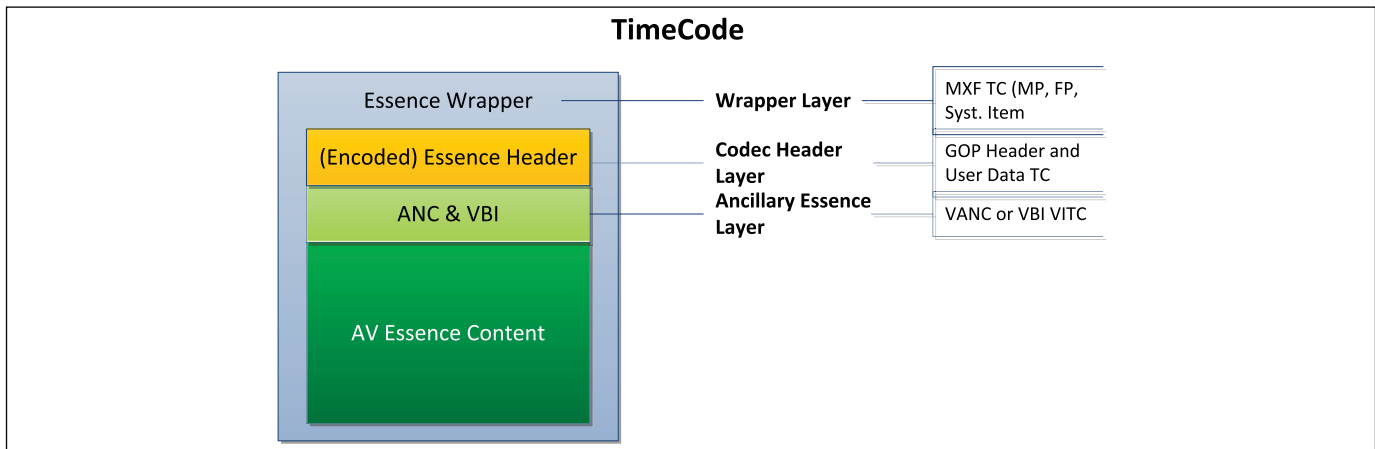 TimeCode
Essence Wrapper
Wrapper Layer
MXF TC (MP, FP,
Syst. Item
(Encoded) Essence Header
Codec Header
Layer
GOP Header and
User Data TC
ANC & VBI
Ancillary Essence
Layer
VANC or VBI VITC
AV Essence Content